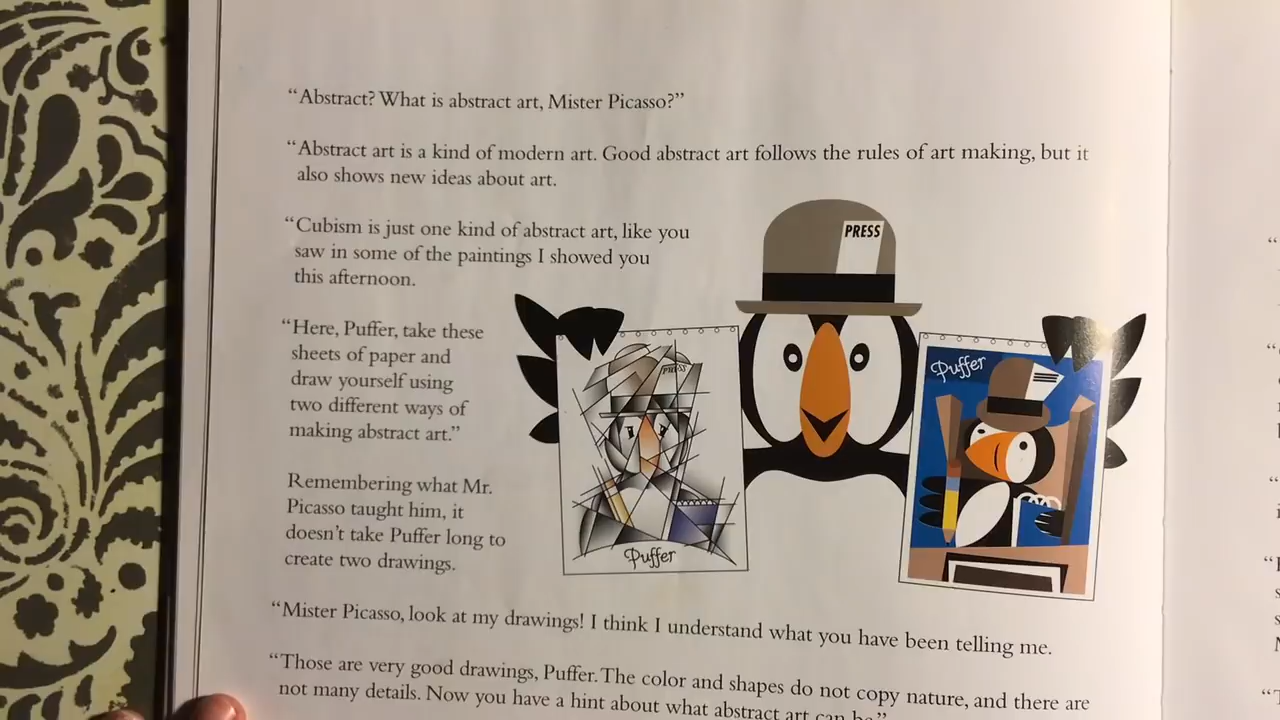 “Abstract? What is abstract art, Mister Picasso?”
“Abstract art is a kind of modern art. Good abstract art follows the rules of art making, but it
also shows new ideas about art.
“Cubism is just one kind of abstract art, like you
saw in some of the paintings I showed you
this afternoon.
“Here, Puffer, take these
sheets of paper and
draw yourself using
two different ways of
making abstract art.”
Remembering what Mr.
Picasso taught him, it
doesn’t take Puffer long to
create two drawings.
PRESS
PRESS
Puffer
Puffer
“Mister Picasso, look at my drawings! I think I understand what you have been telling me.
“Those are very good drawings, Puffer. The color and shapes do not copy nature, and there are
not many details. Now you have a hint about what abstract art can be.”